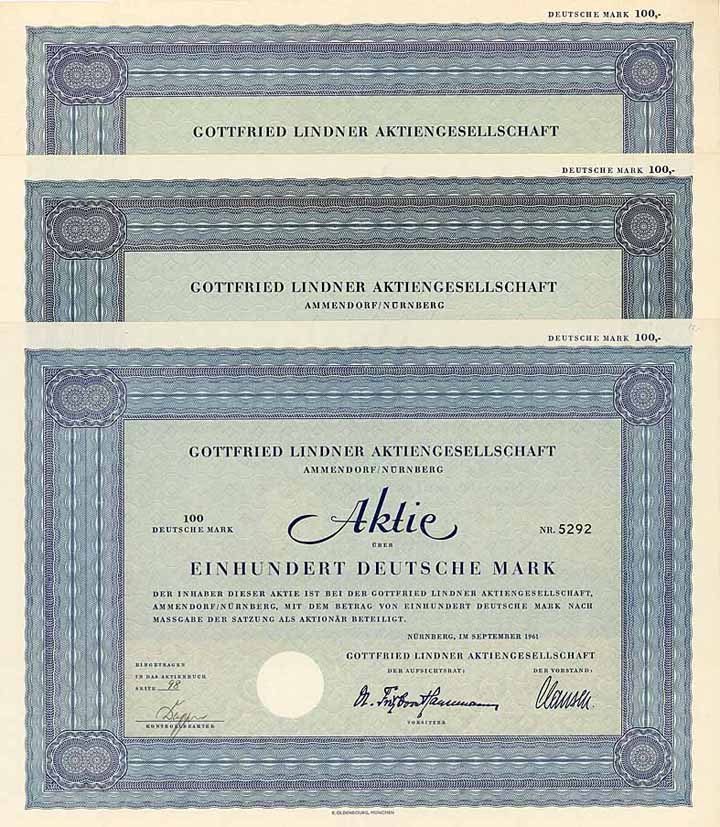 DEUTSCHE MARK 100,-
GOTTFRIED LINDNER AKTIENGESELLSCHAFT
DEUTSCHE MARK 100,-
GOTTFRIED LINDNER AKTIENGESELLSCHAFT
AMMENDORF/NÜRNBERG
DEUTSCHE MARK 100,-
GOTTFRIED LINDNER AKTIENGESELLSCHAFT
AMMENDORF/NÜRNBERG
100
DEUTSCHE MARK
Aktie
NR. 5292
ÜBER
EINHUNDERT DEUTSCHE MARK
DER INHABER DIESER AKTIE IST BEI DER GOTTFRIED LINDNER AKTIENGESELLSCHAFT,
AMMENDORF/NÜRNBERG, MIT DEM BETRAG VON EINHUNDERT DEUTSCHE MARK NACH
MASSGABE DER SATZUNG ALS AKTIONÄR BETEILIGT.
NÜRNBERG, IM SEPTEMBER 1961
GOTTFRIED LINDNER AKTIENGESELLSCHAFT
DER AUFSICHTSRAT: DER VORSTAND:
EINGETRAGEN
IN DAS AKTIENBUCH
SEITE 98
Clausen
KONTROLLBEAMTER
VORSITZER
R. OLDENBOURG, MÜNCHEN